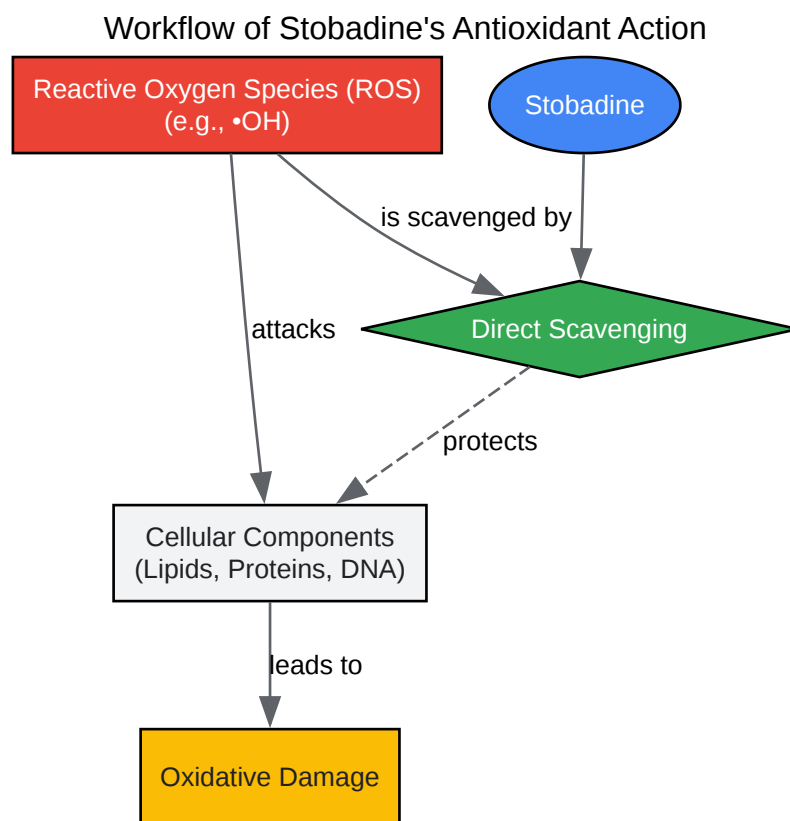 Workflow of Stobadine's Antioxidant Action
Reactive Oxygen Species (ROS)
(e.g., •OH)
Stobadine
is scavenged by
attacks
Direct Scavenging
protects
Cellular Components
(Lipids, Proteins, DNA)
leads to
Oxidative Damage